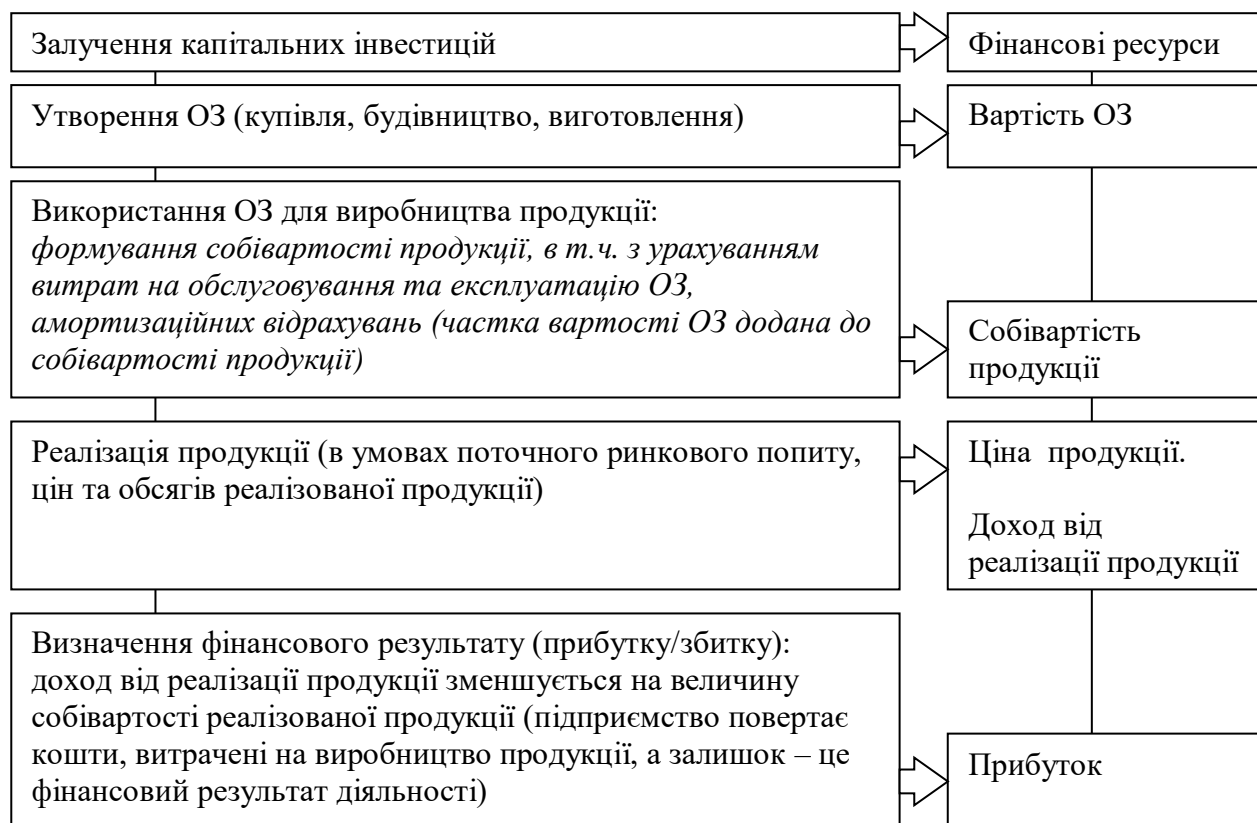 Залучення капітальних інвестицій
Фінансові ресурси
Утворення ОЗ (купівля, будівництво, виготовлення)
Вартість ОЗ
Використання ОЗ для виробництва продукції:
формування собівартості продукції, в т.ч. з урахуванням
витрат на обслуговування та експлуатацію ОЗ,
амортизаційних відрахувань (частка вартості ОЗ додана до
собівартості продукції)
Собівартість
продукції
Реалізація продукції (в умовах поточного ринкового попиту,
цін та обсягів реалізованої продукції)
Ціна продукції.
Доход від
реалізації продукції
Визначення фінансового результату (прибутку/збитку):
доход від реалізації продукції зменшується на величину
собівартості реалізованої продукції (підприємство повертає
кошти, витрачені на виробництво продукції, а залишок – це
фінансовий результат діяльності)
Прибуток